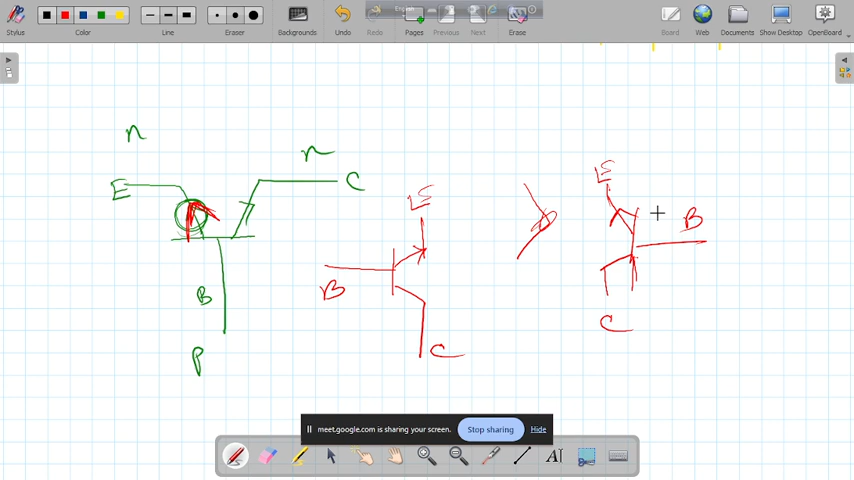 Stylus
Color
Line
Eraser
Backgrounds
Undo
Redo
Pages
Previous
Next
Erase
Board
Web
Documents
Show Desktop
OpenBoard
English
n
n
E
C
E
E
B
B
B
C
C
P
meet.google.com is sharing your screen.
Stop sharing
Hide